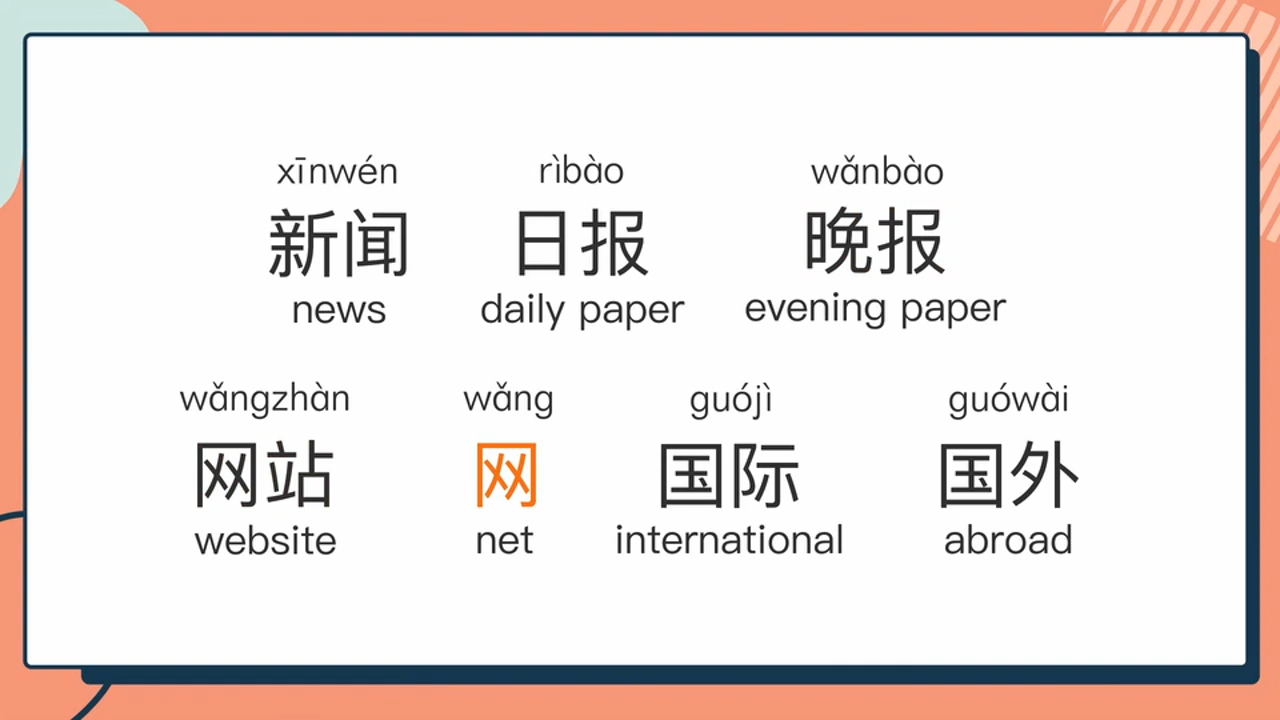 xīnwén rìbào wǎnbào
新闻 日报 晚报
news daily paper evening paper
wǎngzhàn wǎng guójì guówài
网站 网 国际 国外
website net international abroad